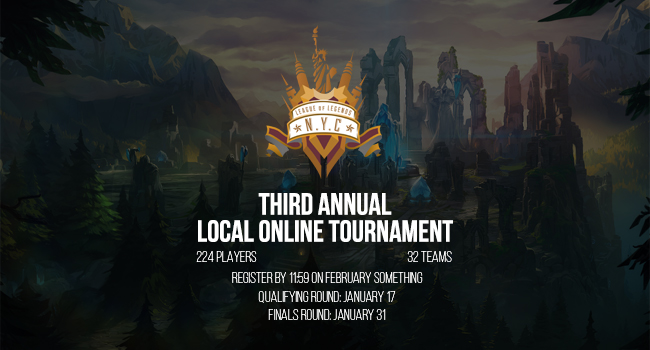 LEAGUE OF LEGENDS
N.Y.C
THIRD ANNUAL
LOCAL ONLINE TOURNAMENT
224 PLAYERS 32 TEAMS
REGISTER BY 11:59 ON FEBRUARY SOMETHING
QUALIFYING ROUND: JANUARY 17
FINALS ROUND: JANUARY 31